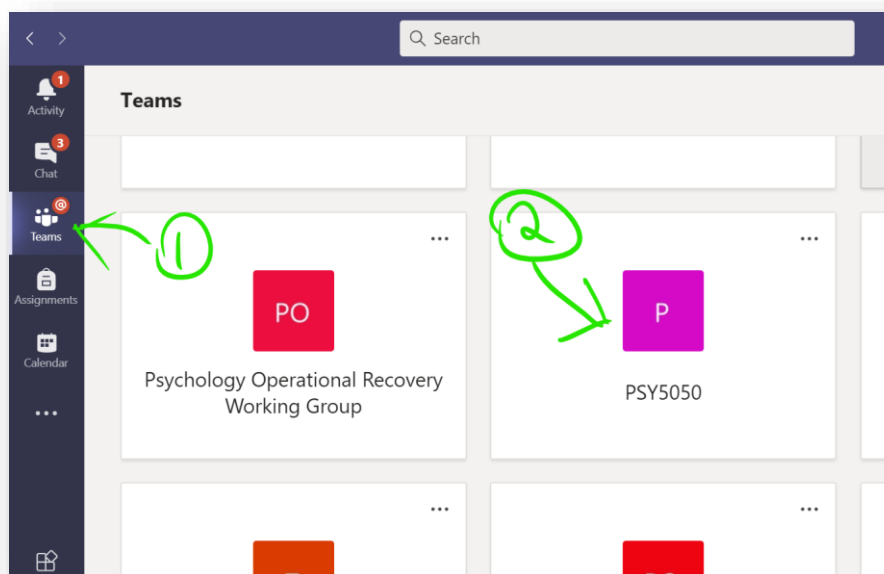 Search
1
Activity
Teams
3
Chat
@
Teams
1
2
...
...
PO
P
Assignments
Psychology Operational Recovery
Working Group
PSY5050
Calendar
...
...
...